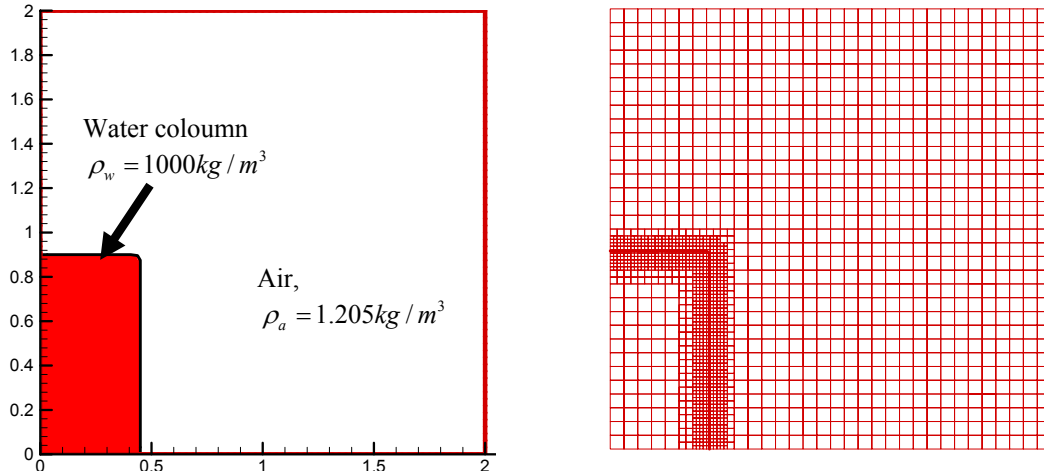 2
1.8
1.6
Water coloumn
ρw = 1000kg / m³
1.4
1.2
1
0.8
Air,
ρa = 1.205kg / m³
0.6
0.4
0.2
0
0 0.5 1 1.5 2